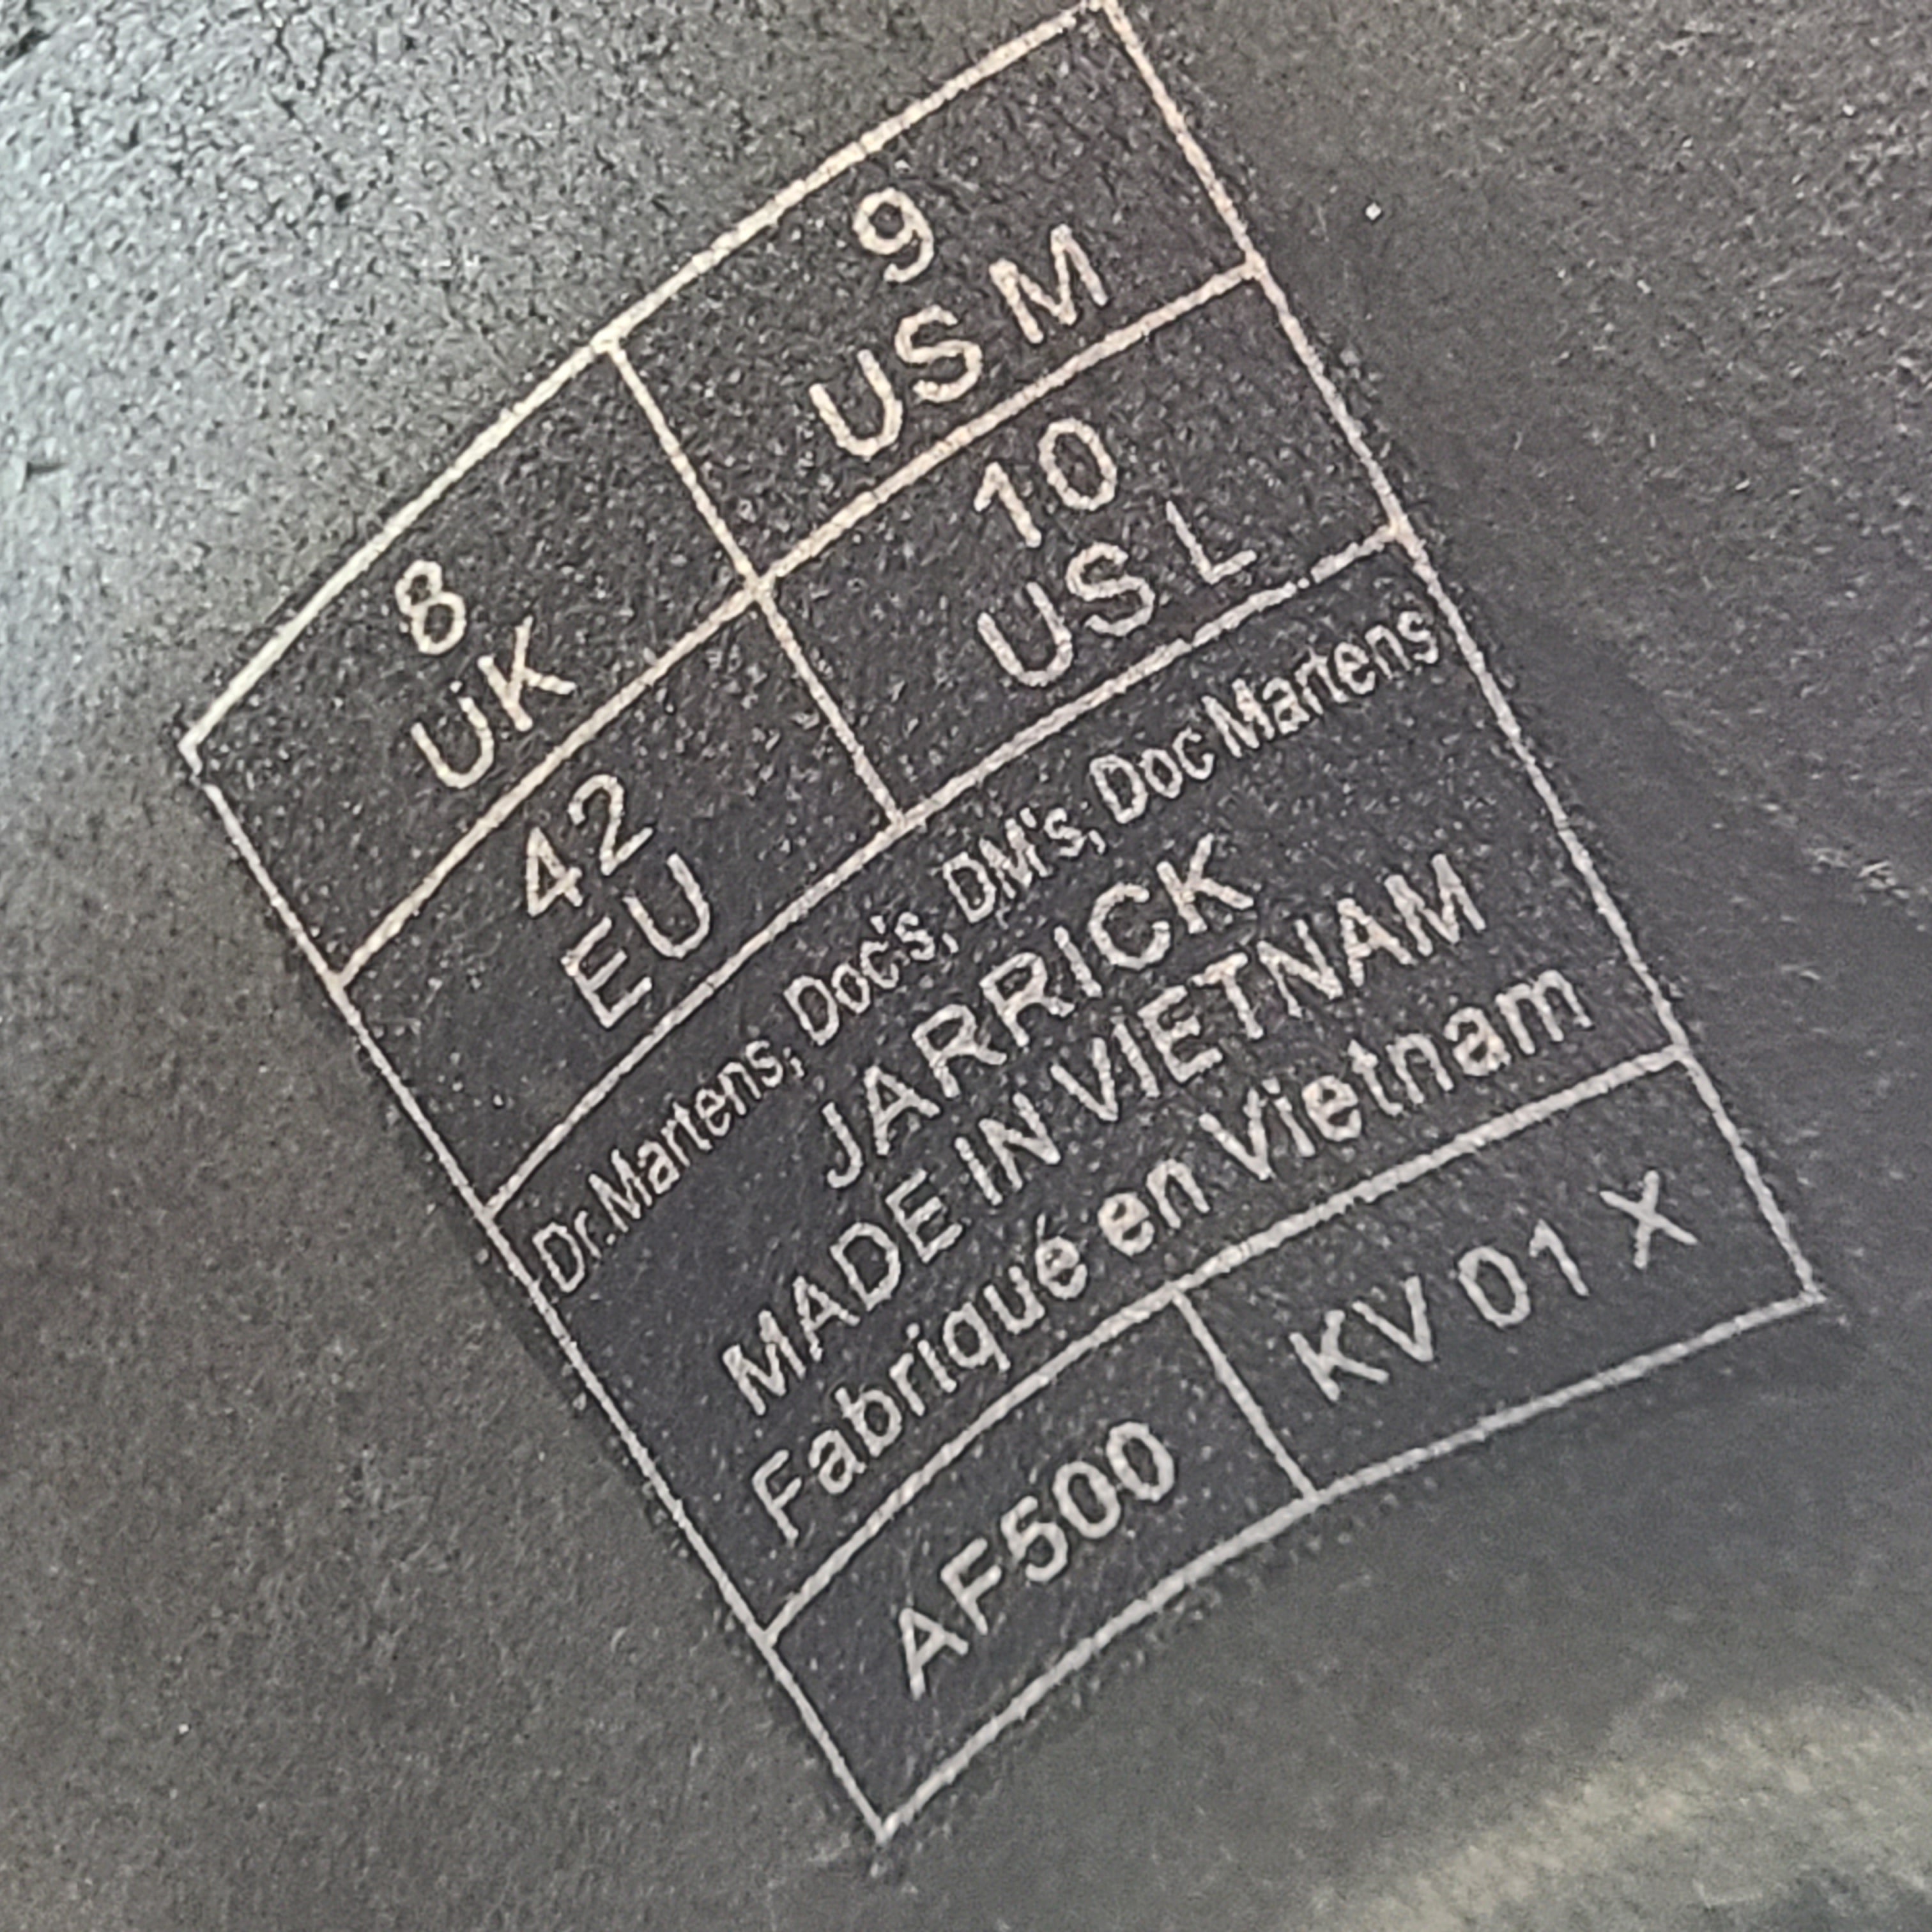 8
UK
9
US M
42
EU
10
US L
Dr.Martens, Doc's, DM's, Doc Martens
JARRICK
MADE IN VIETNAM
Fabriqué en Vietnam
AF500
KV 01 X